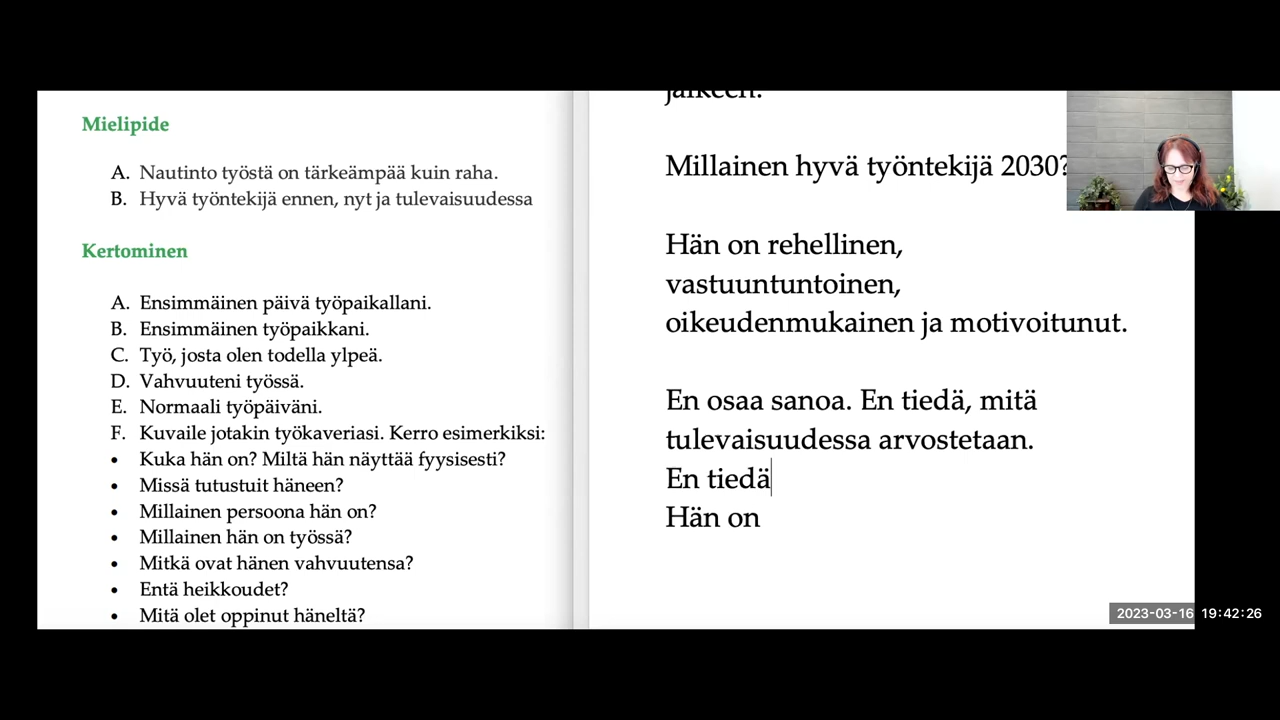 Mielipide
A. Nautinto työstä on tärkeämpää kuin raha.
B. Hyvä työntekijä ennen, nyt ja tulevaisuudessa
Kertominen
A. Ensimmäinen päivä työpaikallani.
B. Ensimmäinen työpaikkani.
C. Työ, josta olen todella ylpeä.
D. Vahvuuteni työssä.
E. Normaali työpäiväni.
F. Kuvaile jotakin työkaveriasi. Kerro esimerkiksi:
• Kuka hän on? Miltä hän näyttää fyysisesti?
• Missä tutustuit häneen?
• Millainen persoona hän on?
• Millainen hän on työssä?
• Mitkä ovat hänen vahvuutensa?
• Entä heikkoudet?
• Mitä olet oppinut häneltä?
jälkeen.
Millainen hyvä työntekijä 2030?
Hän on rehellinen,
vastuuntuntoinen,
oikeudenmukainen ja motivoitunut.
En osaa sanoa. En tiedä, mitä
tulevaisuudessa arvostetaan.
En tiedä
Hän on
2023-03-16 19:42:26